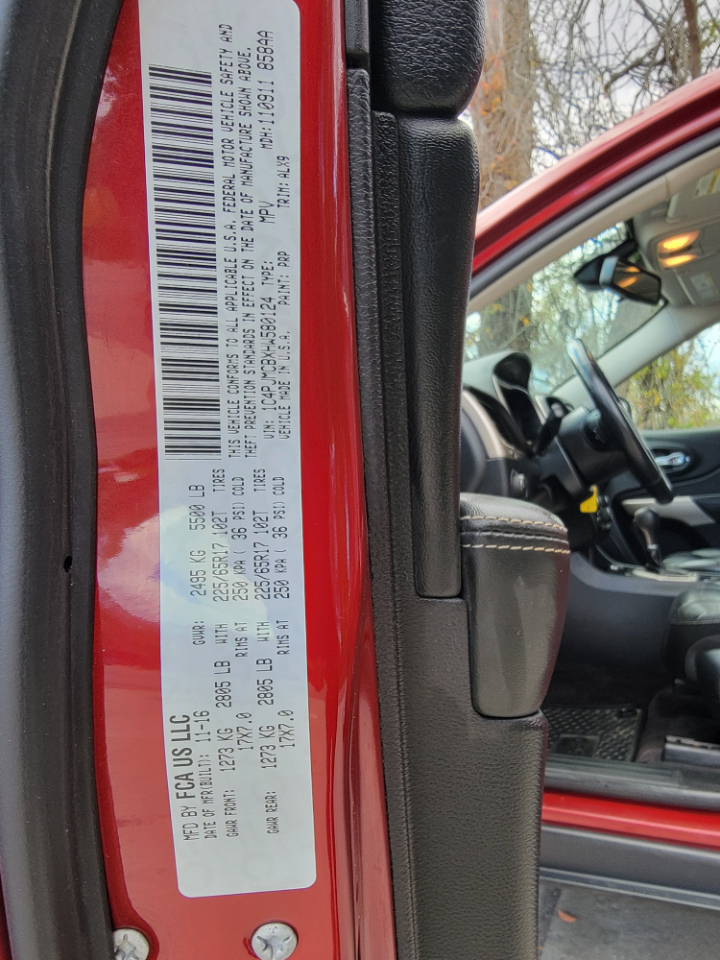 MFD BY FCA US LLC
DATE OF MFR(BUILT): 11-16 GVWR: 2495 KG 5500 LB
GAWR FRONT: 1273 KG 2805 LB WITH 225/65R17 102T TIRES
17X7.0 RIMS AT 250 KPA ( 36 PSI) COLD
GAWR REAR: 1273 KG 2805 LB WITH 225/65R17 102T TIRES
17X7.0 RIMS AT 250 KPA ( 36 PSI) COLD
THIS VEHICLE CONFORMS TO ALL APPLICABLE U.S.A. FEDERAL MOTOR VEHICLE SAFETY AND
THEFT PREVENTION STANDARDS IN EFFECT ON THE DATE OF MANUFACTURE SHOWN ABOVE.
VIN: 1C4PJMCBXHW580124 TYPE: MPV MDH: 110911 8584A
VEHICLE MADE IN U.S.A. PAINT: PRP TRIM: ALX9